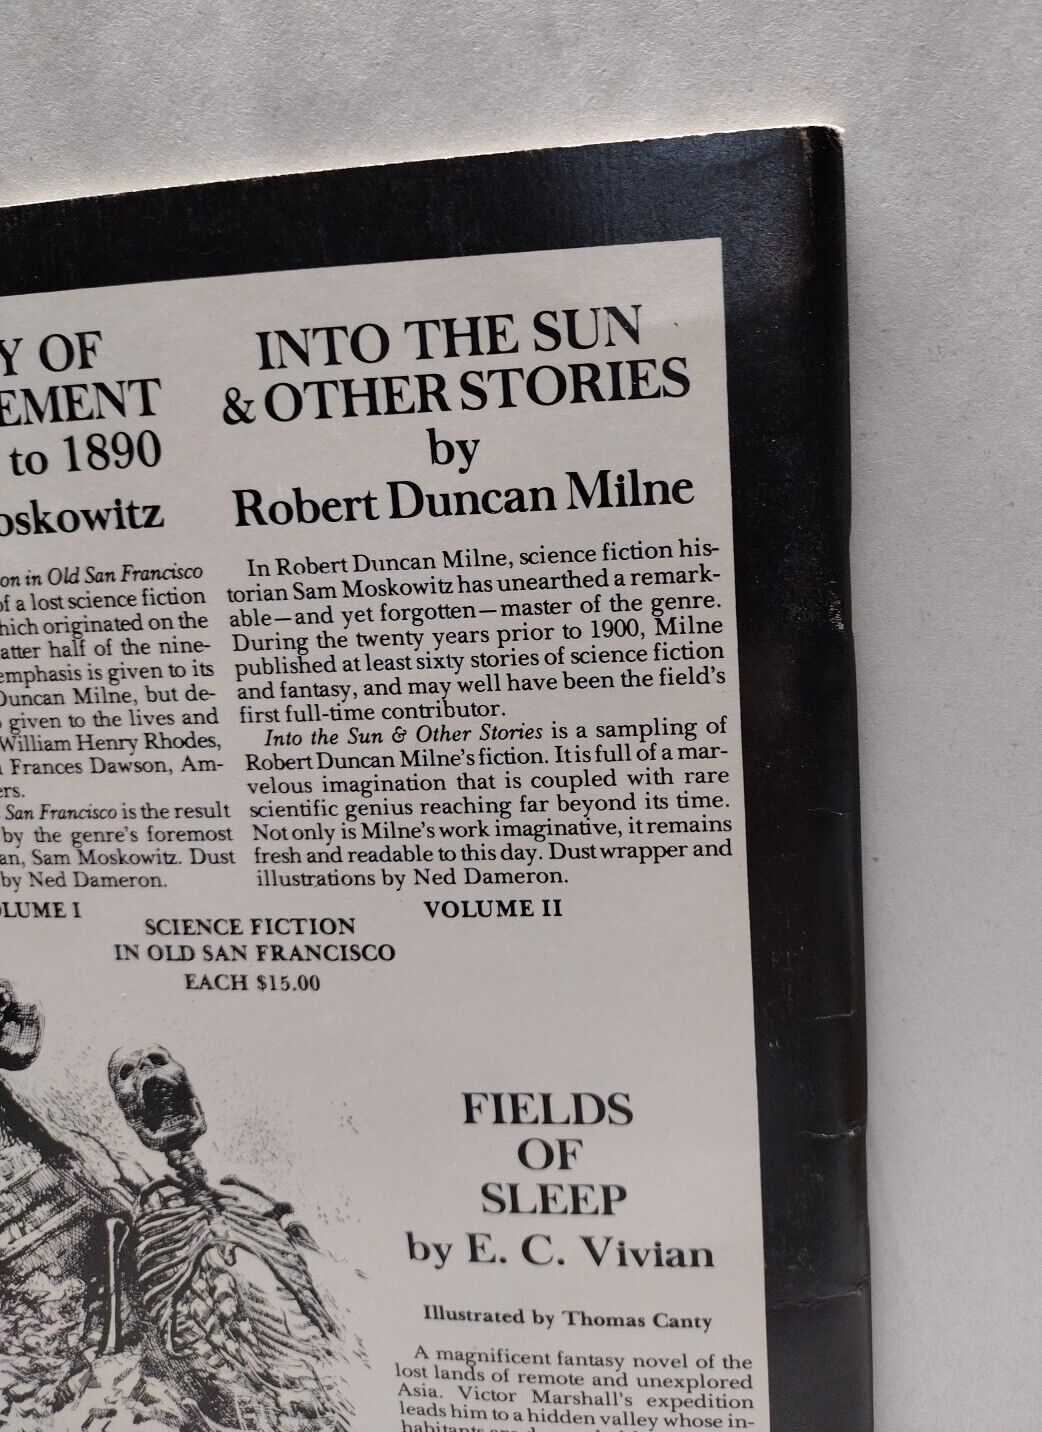 Y OF
EMENT
to 1890
oskowitz
on in Old San Francisco
of a lost science fiction
hich originated on the
atter half of the nine-
emphasis is given to its
Duncan Milne, but de-
given to the lives and
William Henry Rhodes,
Frances Dawson, Am-
ers.
San Francisco is the result
by the genre's foremost
an, Sam Moskowitz. Dust
by Ned Dameron.
LUME I
INTO THE SUN
& OTHER STORIES
by
Robert Duncan Milne
In Robert Duncan Milne, science fiction his-
torian Sam Moskowitz has unearthed a remark-
able—and yet forgotten—master of the genre.
During the twenty years prior to 1900, Milne
published at least sixty stories of science fiction
and fantasy, and may well have been the field's
first full-time contributor.
Into the Sun & Other Stories is a sampling of
Robert Duncan Milne's fiction. It is full of a mar-
velous imagination that is coupled with rare
scientific genius reaching far beyond its time.
Not only is Milne's work imaginative, it remains
fresh and readable to this day. Dust wrapper and
illustrations by Ned Dameron.
VOLUME II
SCIENCE FICTION
IN OLD SAN FRANCISCO
EACH $15.00
FIELDS
OF
SLEEP
by E. C. Vivian
Illustrated by Thomas Canty
A magnificent fantasy novel of the
lost lands of remote and unexplored
Asia. Victor Marshall's expedition
leads him to a hidden valley whose in-